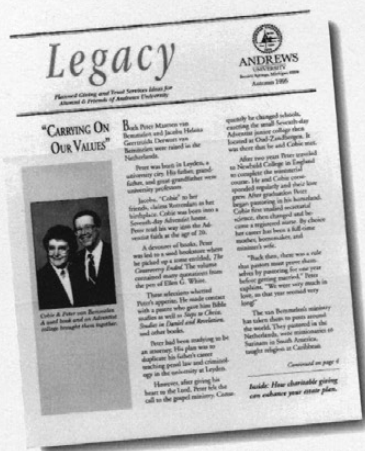 Legacy
Planned Giving and Trust Services Ideas for
Alumni & Friends of Andrews University
ANDREWS
UNIVERSITY
Berrien Springs, Michigan
Autumn
"CARRYING ON
OUR VALUES"
Cobie & Peter van Bemmelen
A used book and an Adventist
college brought them together.
Both Peter Maarten van
Bemmelen and Jacoba Helena
Gertrude
Bemmelen were raised in the
Netherlands.
Peter was born in Leyden, a
university city. His father, grand-
father, and great grandfather were
university professors.
Jacoba, "Cobie" to her
friends, claims Rotterdam as her
birthplace. Cobie was born into a
Seventh-day Adventist home.
Peter read his way into the Ad-
ventist faith at the age of 20.
A devourer of books, Peter
was led to a used bookstore where
he picked up a tome entitled, The
Controversy Ended. The volume
contained many quotations from
the pen of Ellen G. White.
These selections whetted
Peter's appetite. He made contact
with a pastor who gave him Bible
studies as well as Steps to Christ,
Studies in Daniel and Revelation,
and other books.
Peter had been studying to be
an attorney. His plan was to
duplicate his father's career
teaching penal law and criminol-
ogy in the university at Leyden.
However, after giving his
heart to the Lord, Peter felt the
call to the gospel ministry. Conse-
quently he changed schools,
entering the small Seventh-day
Adventist junior college then
located at Oud-Zandbergen. It
was there that he and Cobie met.
After two years Peter traveled
to Newbold College in England
to complete the ministerial
course. He and Cobie corre-
sponded regularly and their love
grew. After graduation Peter
began pastoring in his homeland.
Cobie first studied secretarial
science, then changed and be-
came a registered nurse. By choice
her career has been a full-time
mother, homemaker, and
minister's wife.
"Back then, there was a rule
that pastors must prove them-
selves by pastoring for one year
before getting married," Peter
explains. "We were very much in
love, so that year seemed very
long."
The van Bemmelen's ministry
has taken them to posts around
the world. They pastored in the
Netherlands, were missionaries to
Surinam in South America,
taught religion at Caribbean
Continued on page 4
Inside: How charitable giving
can enhance your estate plan.